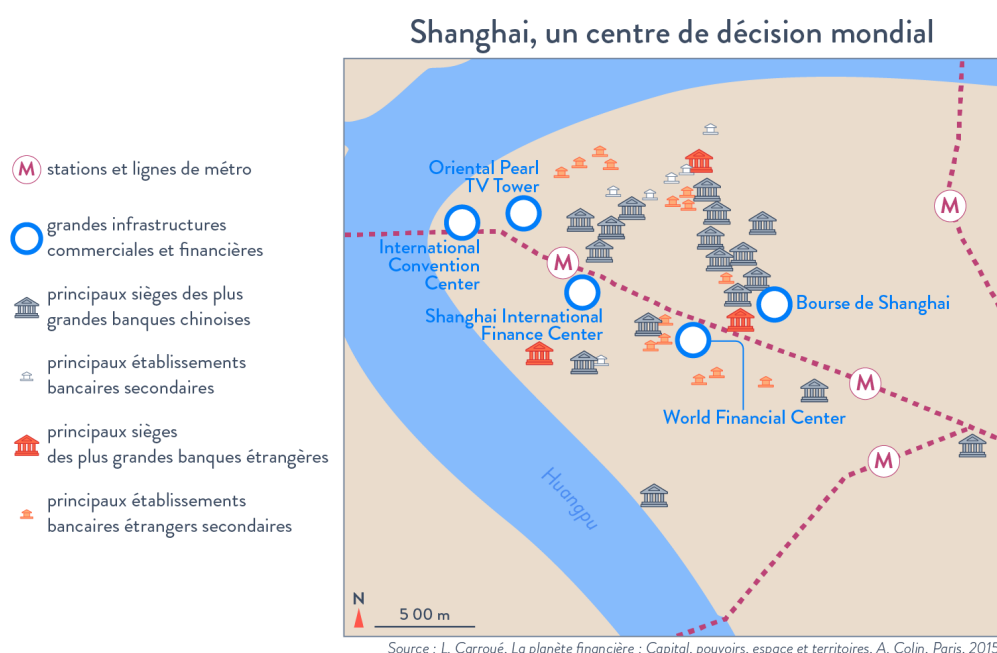 Shanghai, un centre de décision mondial
M stations et lignes de métro
grandes infrastructures
commerciales et financières
principaux sièges des plus
grandes banques chinoises
principaux établissements
bancaires secondaires
principaux sièges
des plus grandes banques étrangères
principaux établissements
bancaires étrangers secondaires
Oriental Pearl
TV Tower
M
International
Convention
Center
M
Shanghai International
Finance Center
Bourse de Shanghai
M
World Financial Center
M
Huangpu
N
5 00 m
Source : L. Carroué, La planète financière : Capital, pouvoirs, espace et territoires, A. Colin, Paris, 2015